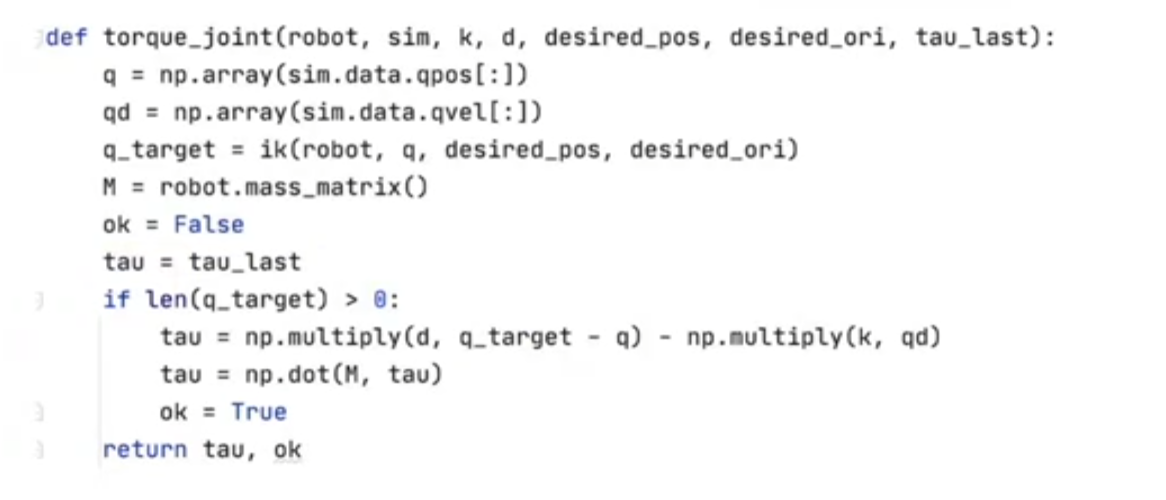 def torque_joint(robot, sim, k, d, desired_pos, desired_ori, tau_last):
    q = np.array(sim.data.qpos[:])
    qd = np.array(sim.data.qvel[:])
    q_target = ik(robot, q, desired_pos, desired_ori)
    M = robot.mass_matrix()
    ok = False
    tau = tau_last
    if len(q_target) > 0:
        tau = np.multiply(d, q_target - q) - np.multiply(k, qd)
        tau = np.dot(M, tau)
        ok = True
    return tau, ok